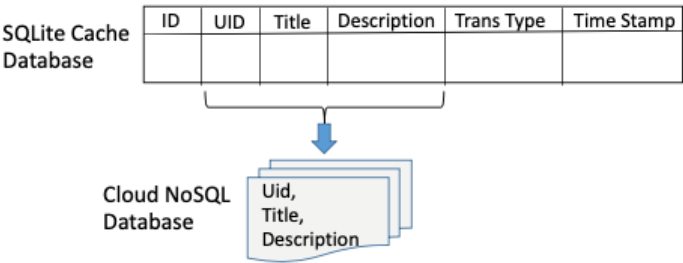 SQLite Cache
Database
ID UID Title Description Trans Type Time Stamp
Cloud NoSQL
Database
Uid,
Title,
Description